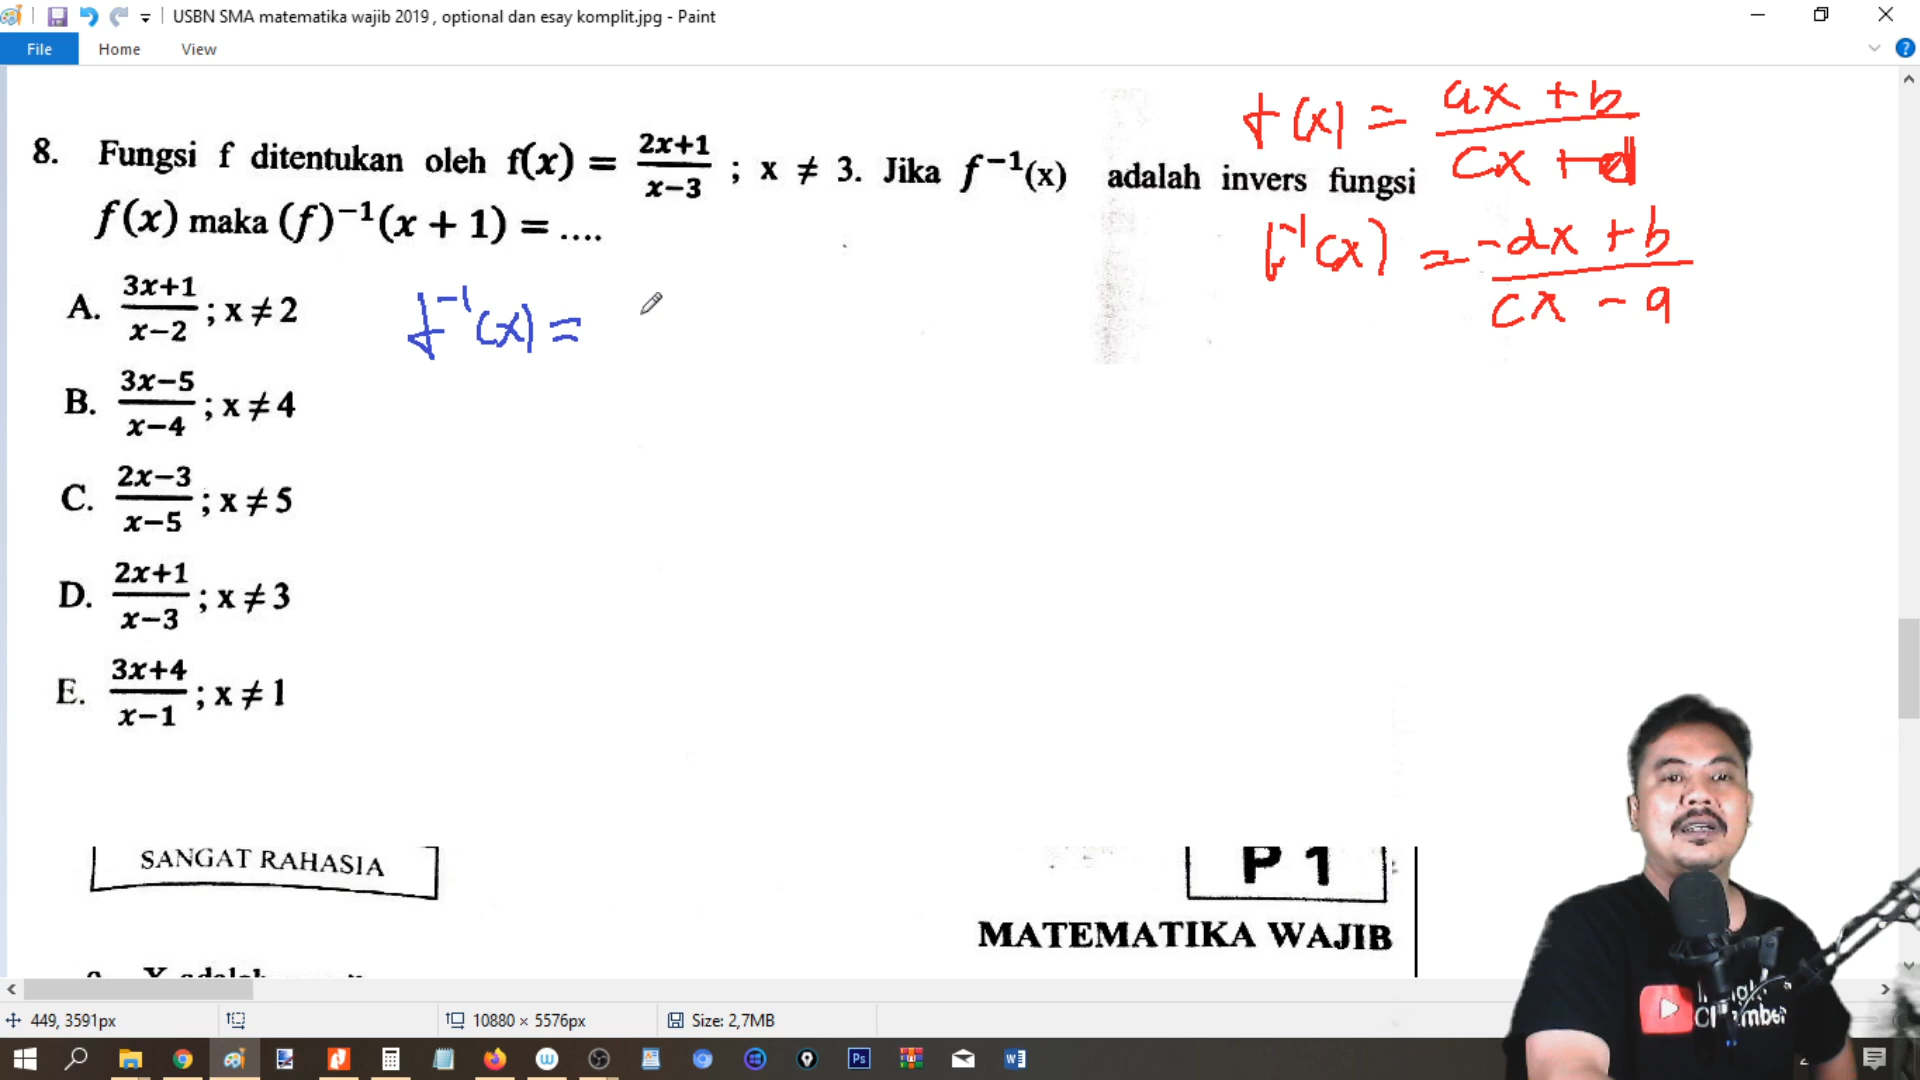 USBN SMA matematika wajib 2019 , optional dan esay komplit.jpg - Paint
File Home View
8. Fungsi f ditentukan oleh f(x) = 2x+1/x−3 ; x ≠ 3. Jika f⁻¹(x) adalah invers fungsi
f(x) maka (f)⁻¹(x + 1) = ....
A. 3x+1/x−2 ; x ≠ 2
B. 3x−5/x−4 ; x ≠ 4
C. 2x−3/x−5 ; x ≠ 5
D. 2x+1/x−3 ; x ≠ 3
E. 3x+4/x−1 ; x ≠ 1
f⁻¹(x) =
f(x) = ax + b/cx + d
f⁻¹(x) = -dx + b/cx - a
SANGAT RAHASIA
P 1
MATEMATIKA WAJIB
449, 3591px
10880 × 5576px
Size: 2,7MB